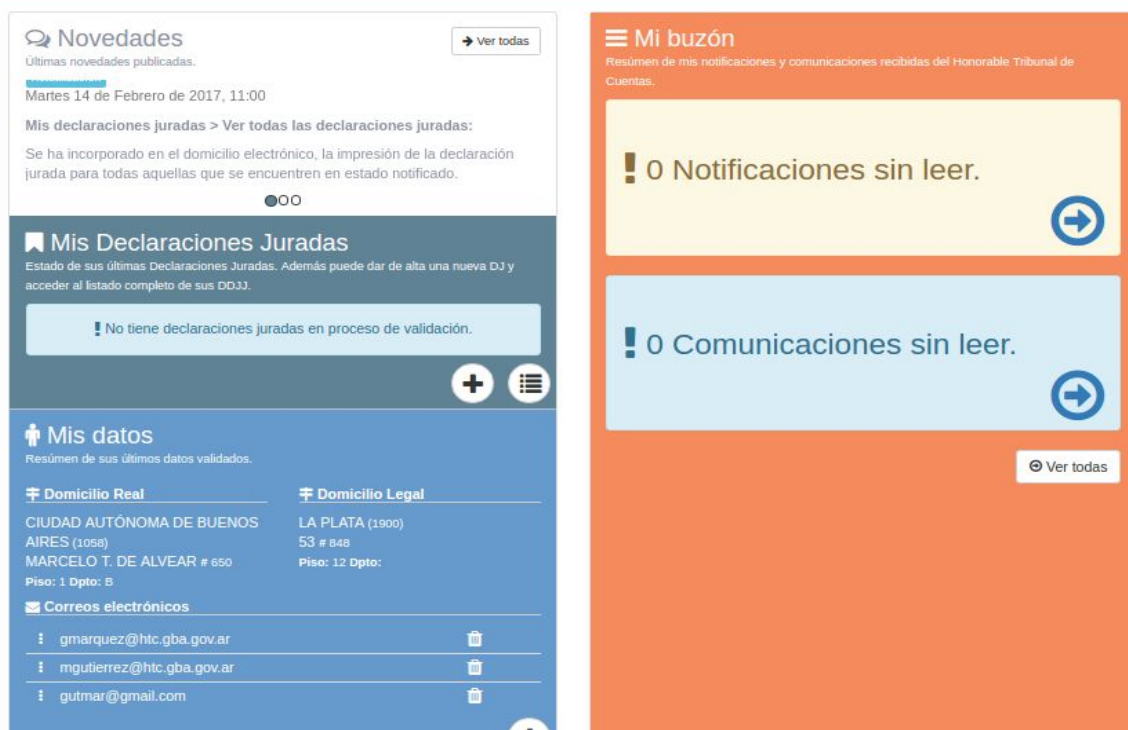 Novedades
Ver todas
Últimas novedades publicadas.
Martes 14 de Febrero de 2017, 11:00
Mis declaraciones juradas > Ver todas las declaraciones juradas:
Se ha incorporado en el domicilio electrónico, la impresión de la declaración
jurada para todas aquellas que se encuentren en estado notificado.
Mis Declaraciones Juradas
Estado de sus últimas Declaraciones Juradas. Además puede dar de alta una nueva DJ y
acceder al listado completo de sus DDJJ.
No tiene declaraciones juradas en proceso de validación.
Mis datos
Resúmen de sus últimos datos validados.
Domicilio Real
CIUDAD AUTÓNOMA DE BUENOS
AIRES (1058)
MARCELO T. DE ALVEAR # 650
Piso: 1 Dpto: B
Domicilio Legal
LA PLATA (1900)
53 # 848
Piso: 12 Dpto:
Correos electrónicos
gmarquez@htc.gba.gov.ar
mgutierrez@htc.gba.gov.ar
gutmar@gmail.com
Mi buzón
Resúmen de mis notificaciones y comunicaciones recibidas del Honorable Tribunal de
Cuentas.
0 Notificaciones sin leer.
0 Comunicaciones sin leer.
Ver todas